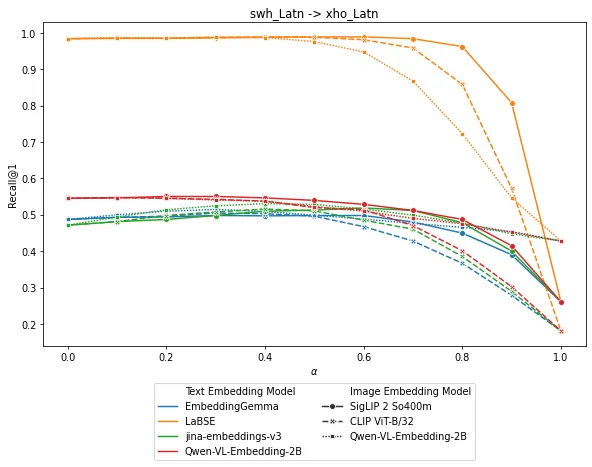 swh_Latn -> xho_Latn
Recall@1
1.0
0.9
0.8
0.7
0.6
0.5
0.4
0.3
0.2
0.0 0.2 0.4 0.6 0.8 1.0
α
Text Embedding Model Image Embedding Model
EmbeddingGemma SigLIP 2 So400m
LaBSE CLIP ViT-B/32
jina-embeddings-v3 Qwen-VL-Embedding-2B
Qwen-VL-Embedding-2B